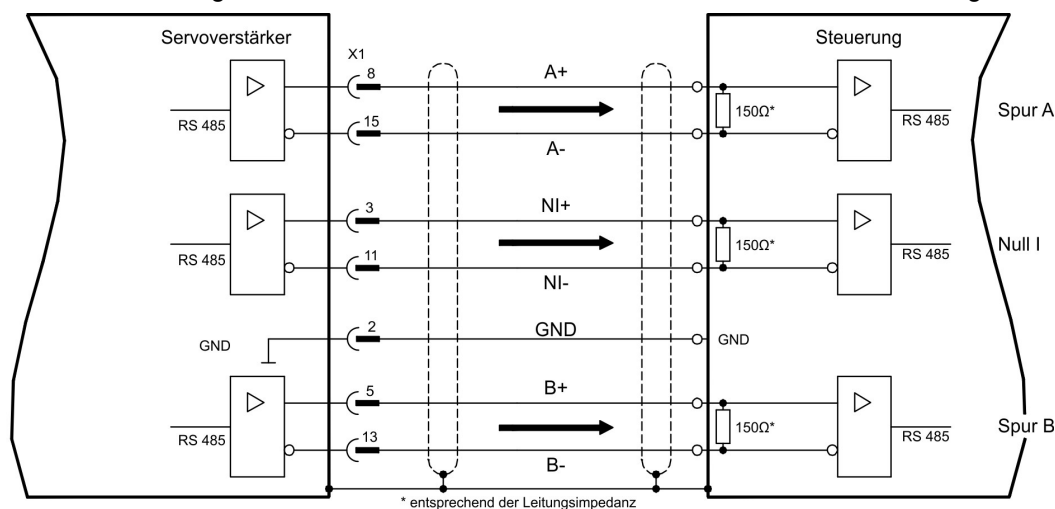 Servoverstärker
Steuerung
X1
8
A+
150Ω*
RS 485
15
A-
RS 485
Spur A
3
NI+
150Ω*
RS 485
11
NI-
RS 485
Null I
GND
2
GND
GND
5
B+
150Ω*
RS 485
13
B-
RS 485
Spur B
* entsprechend der Leitungsimpedanz